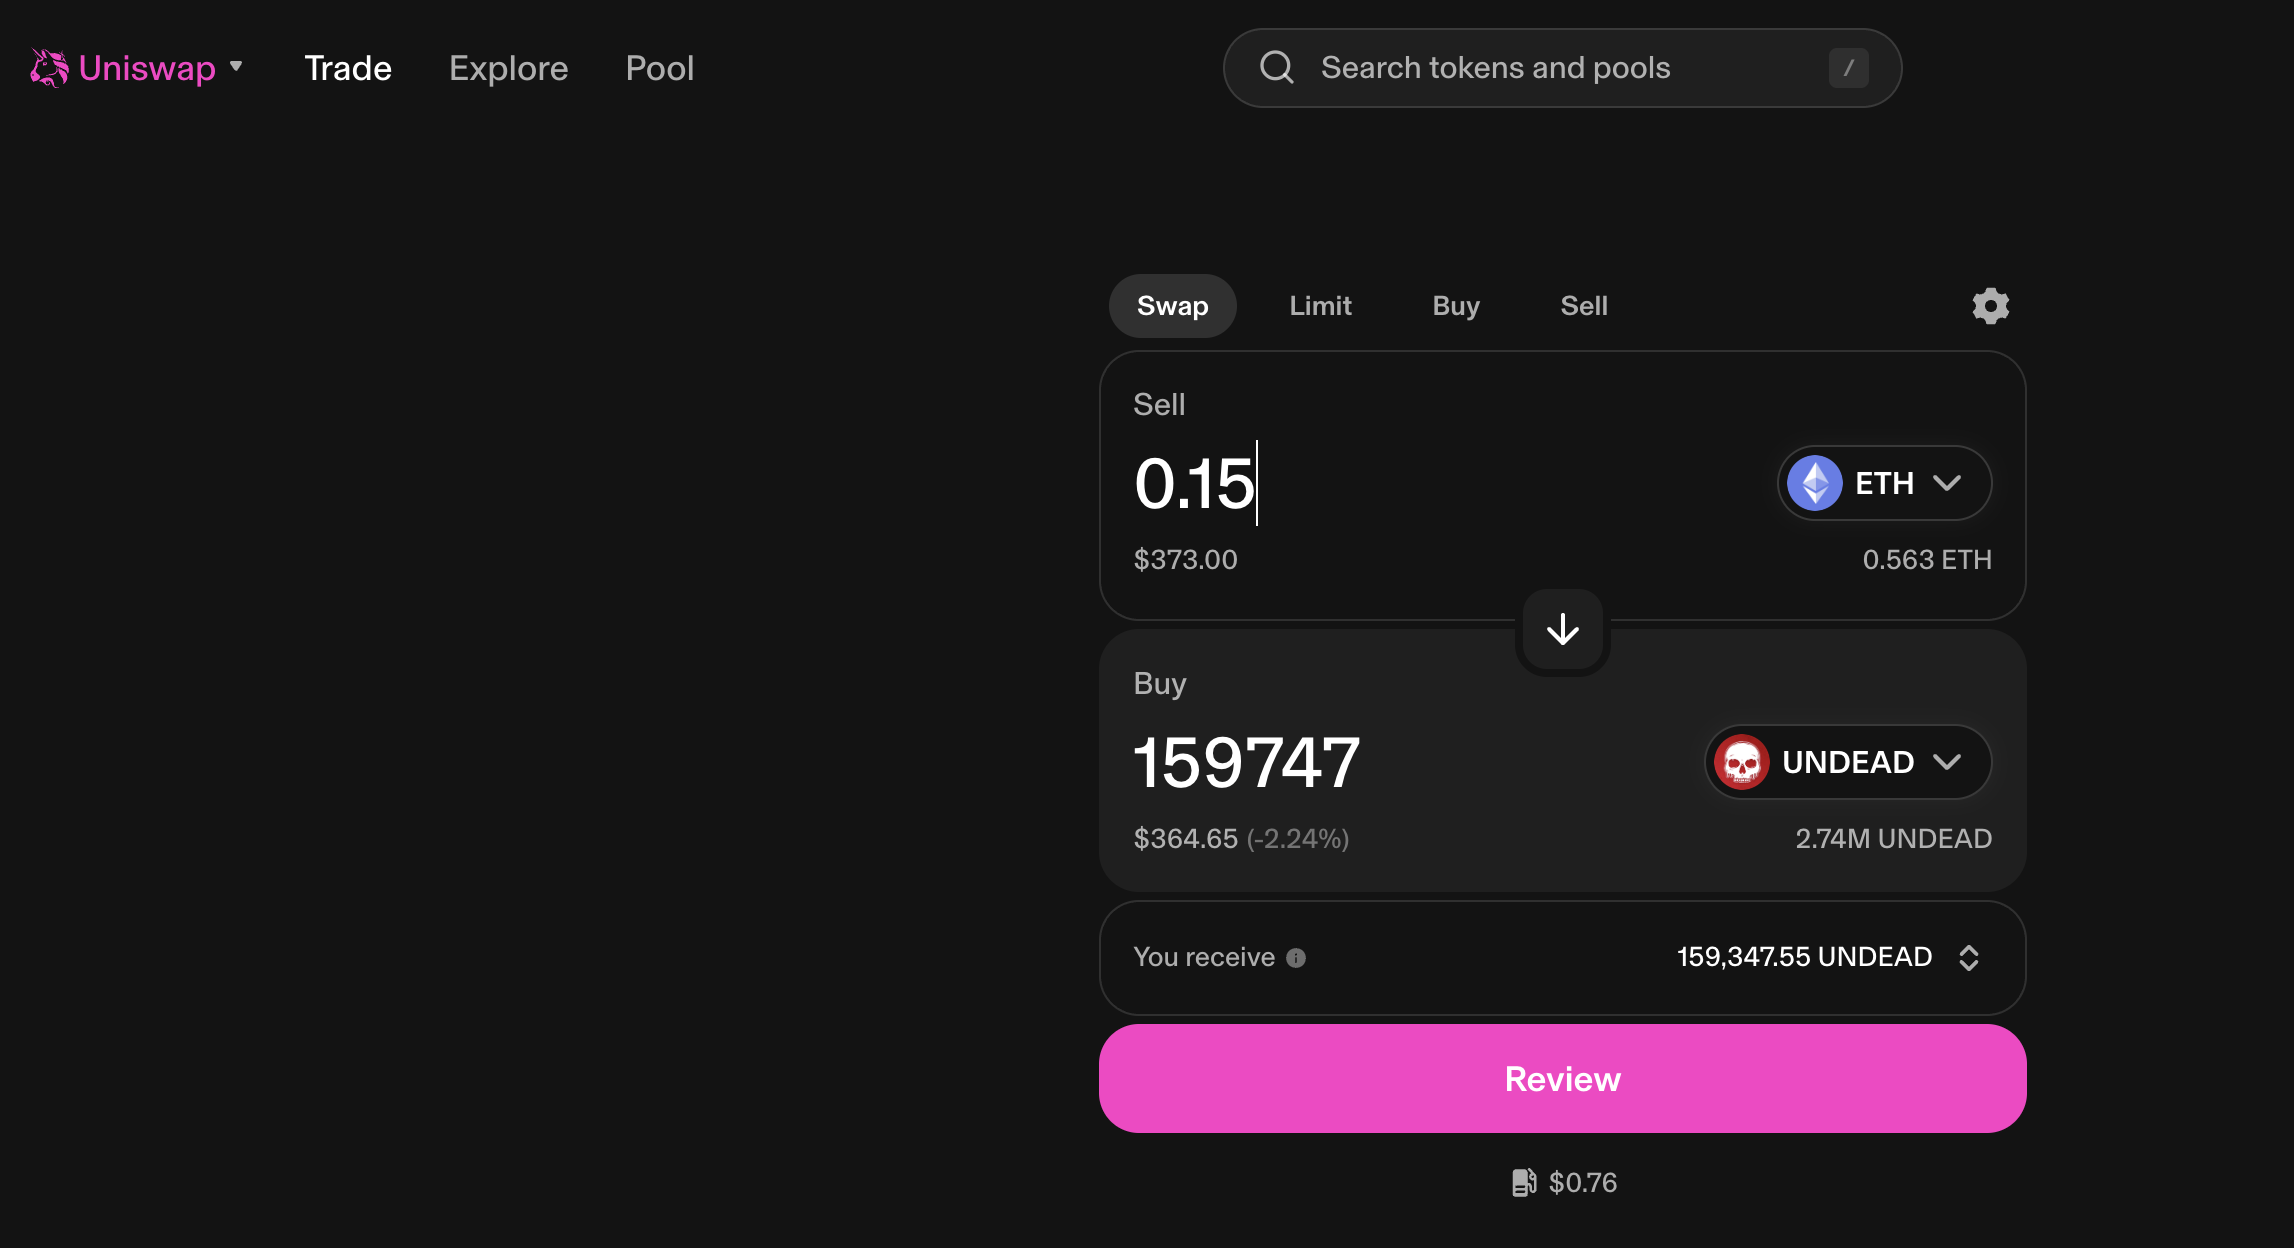 Uniswap Trade Explore Pool Search tokens and pools /
Swap Limit Buy Sell
Sell
0.15 ETH
$373.00 0.563 ETH
Buy
159747 UNDEAD
$364.65 (-2.24%) 2.74M UNDEAD
You receive 159,347.55 UNDEAD
Review
$0.76